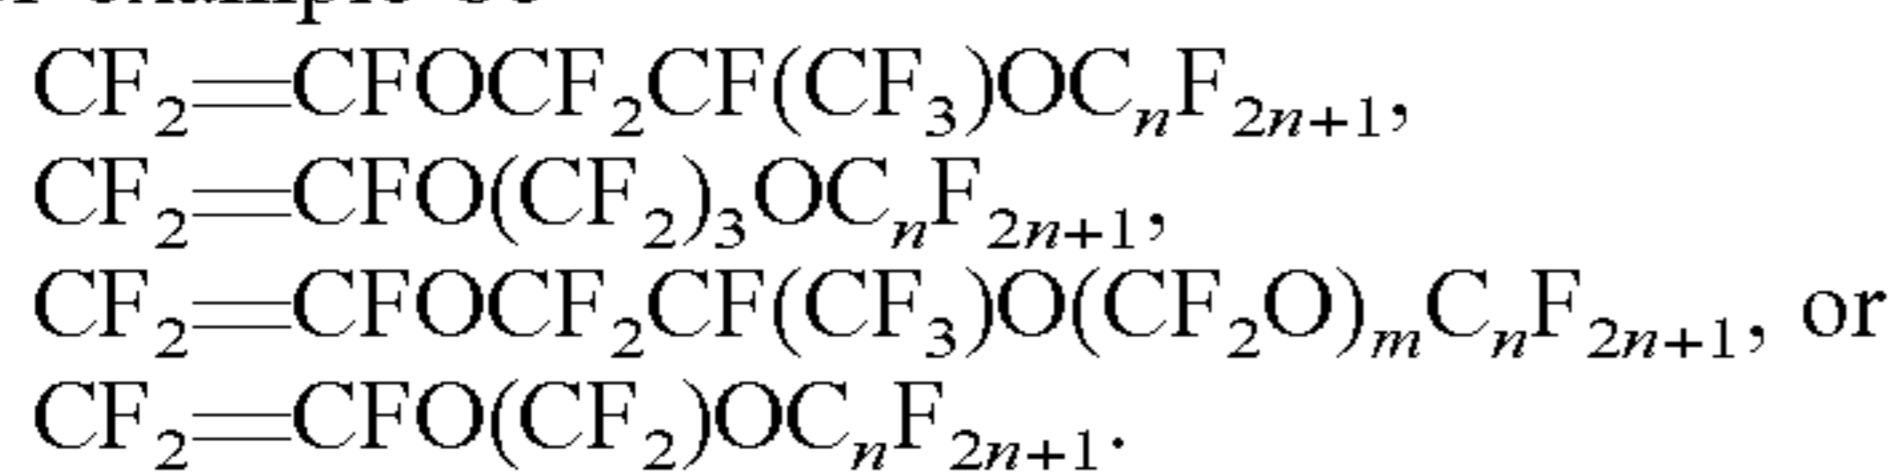 CF₂=CFOCF₂CF(CF₃)OCₙF₂ₙ₊₁,
CF₂=CFO(CF₂)₃OCₙF₂ₙ₊₁,
CF₂=CFOCF₂CF(CF₃)O(CF₂O)ₘCₙF₂ₙ₊₁, or
CF₂=CFO(CF₂)OCₙF₂ₙ₊₁.